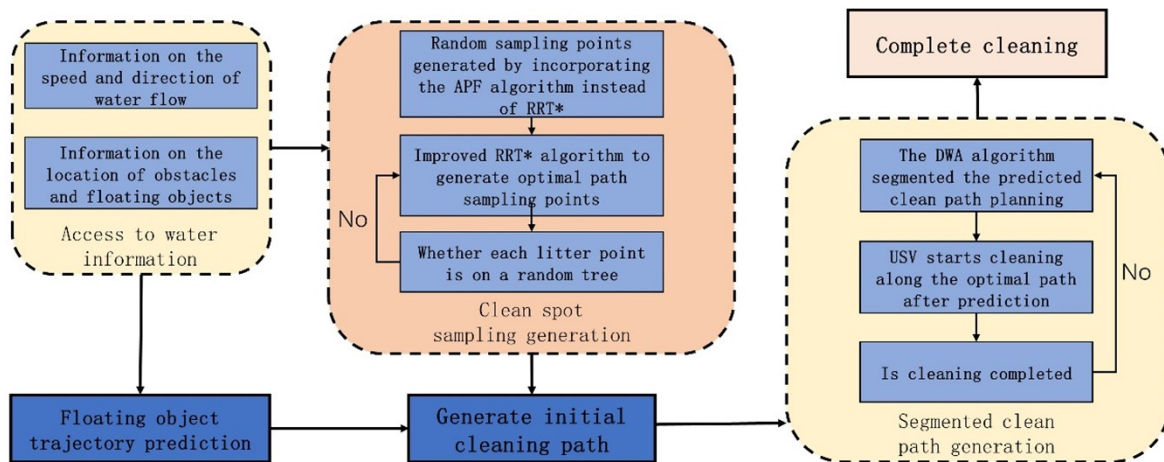 Information on the
speed and direction of
water flow
Information on the
location of obstacles
and floating objects
Access to water
information
Random sampling points
generated by incorporating
the APF algorithm instead
of RRT*
Improved RRT* algorithm to
generate optimal path
sampling points
No
Whether each litter point
is on a random tree
Clean spot
sampling generation
Complete cleaning
The DWA algorithm
segmented the predicted
clean path planning
USV starts cleaning
along the optimal path
after prediction
No
Is cleaning completed
Segmented clean
path generation
Floating object
trajectory prediction
Generate initial
cleaning path